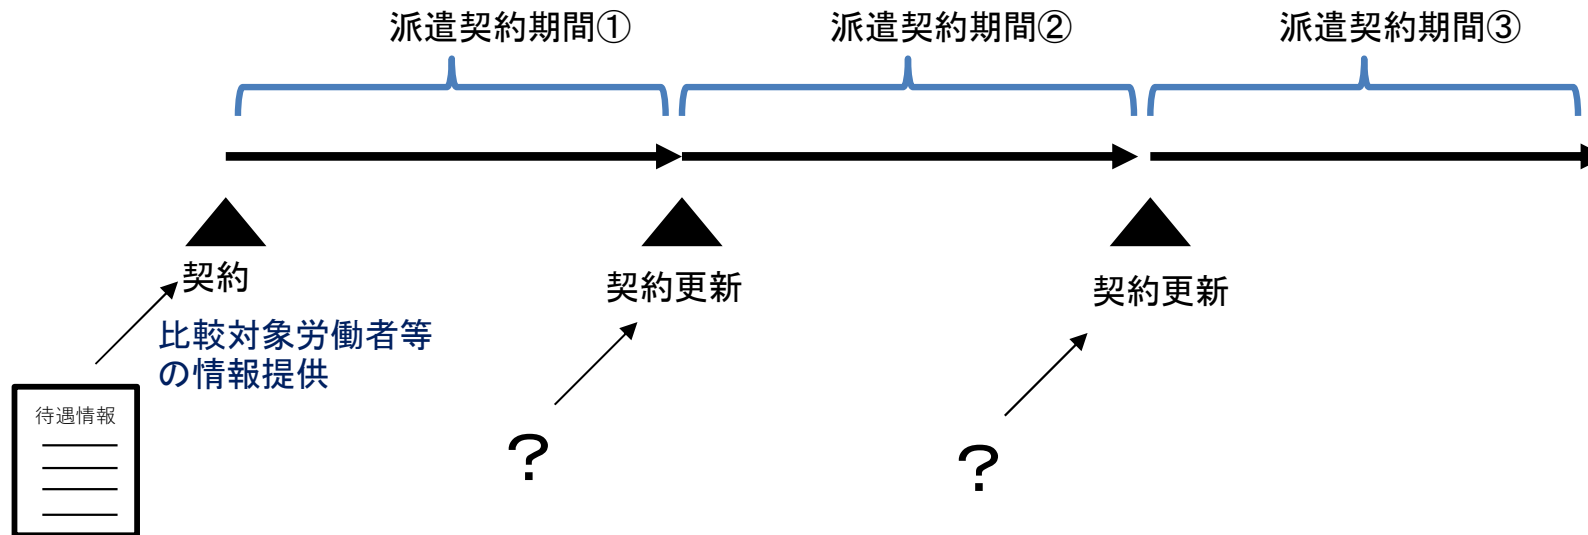 派遣契約期間①
派遣契約期間②
派遣契約期間③
契約
契約更新
契約更新
比較対象労働者等
の情報提供
待遇情報
?
?